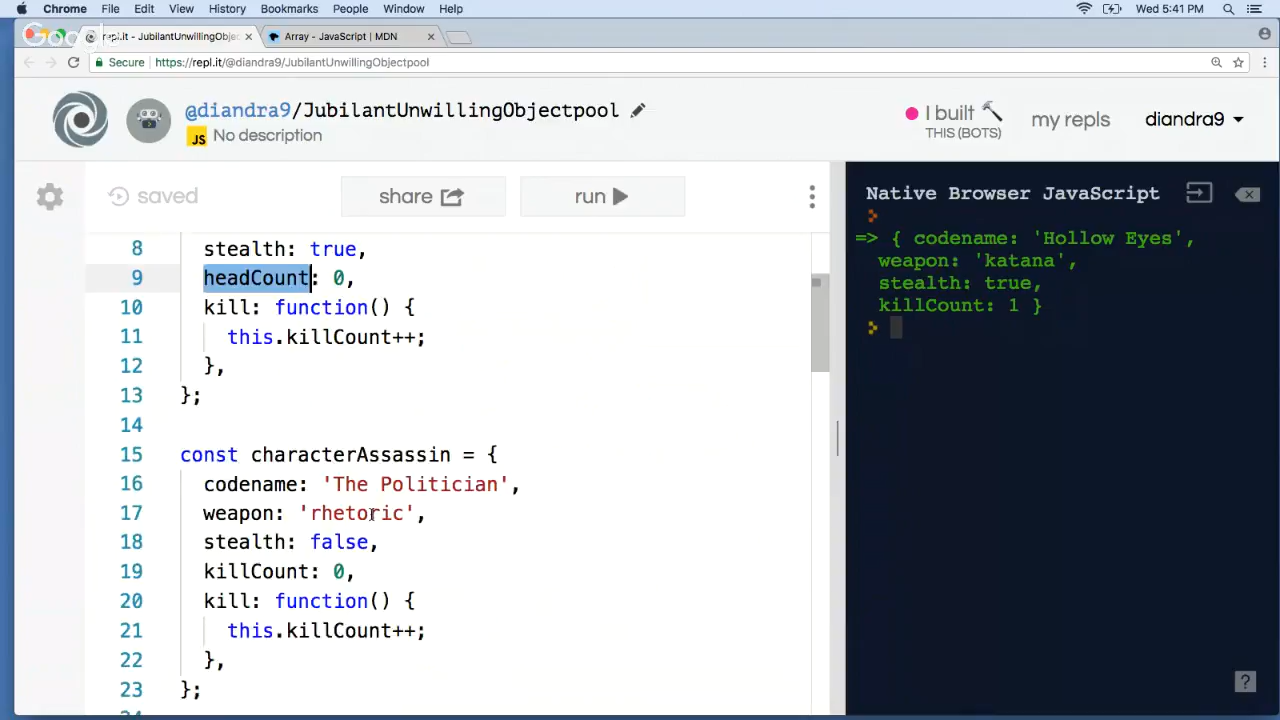 Chrome File Edit View History Bookmarks People Window Help Wed 5:41 PM
Google
repl.it - JubilantUnwillingObjec × Array - JavaScript | MDN ×
Secure https://repl.it/@diandra9/JubilantUnwillingObjectpool
@diandra9/JubilantUnwillingObjectpool
JS No description
I built
THIS (BOTS)
my repls
diandra9
saved
share
run
8 stealth: true,
9 headCount: 0,
10 kill: function() {
11 this.killCount++;
12 },
13 };
14
15 const characterAssassin = {
16 codename: 'The Politician',
17 weapon: 'rhetoric',
18 stealth: false,
19 killCount: 0,
20 kill: function() {
21 this.killCount++;
22 },
23 };
Native Browser JavaScript
=> { codename: 'Hollow Eyes',
weapon: 'katana',
stealth: true,
killCount: 1 }
?